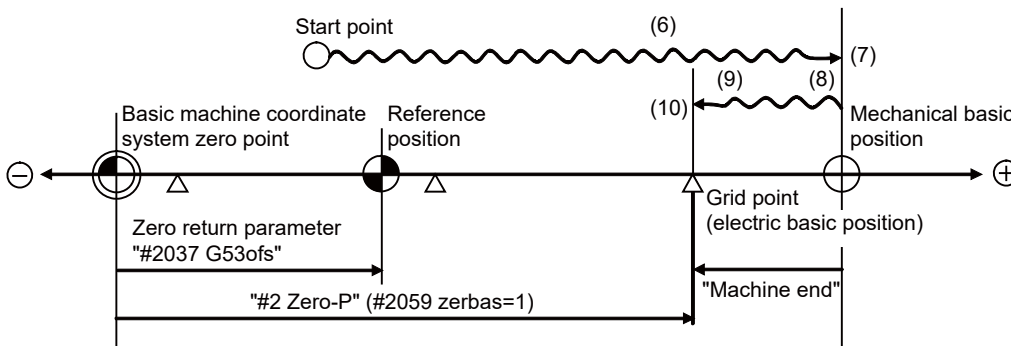 Start point
(6)
(7)
(9)
(8)
(10)
Basic machine coordinate
system zero point
Reference
position
Mechanical basic
position
−
+
Grid point
(electric basic position)
Zero return parameter
"#2037 G53ofs"
"#2 Zero-P" (#2059 zerbas=1)
"Machine end"